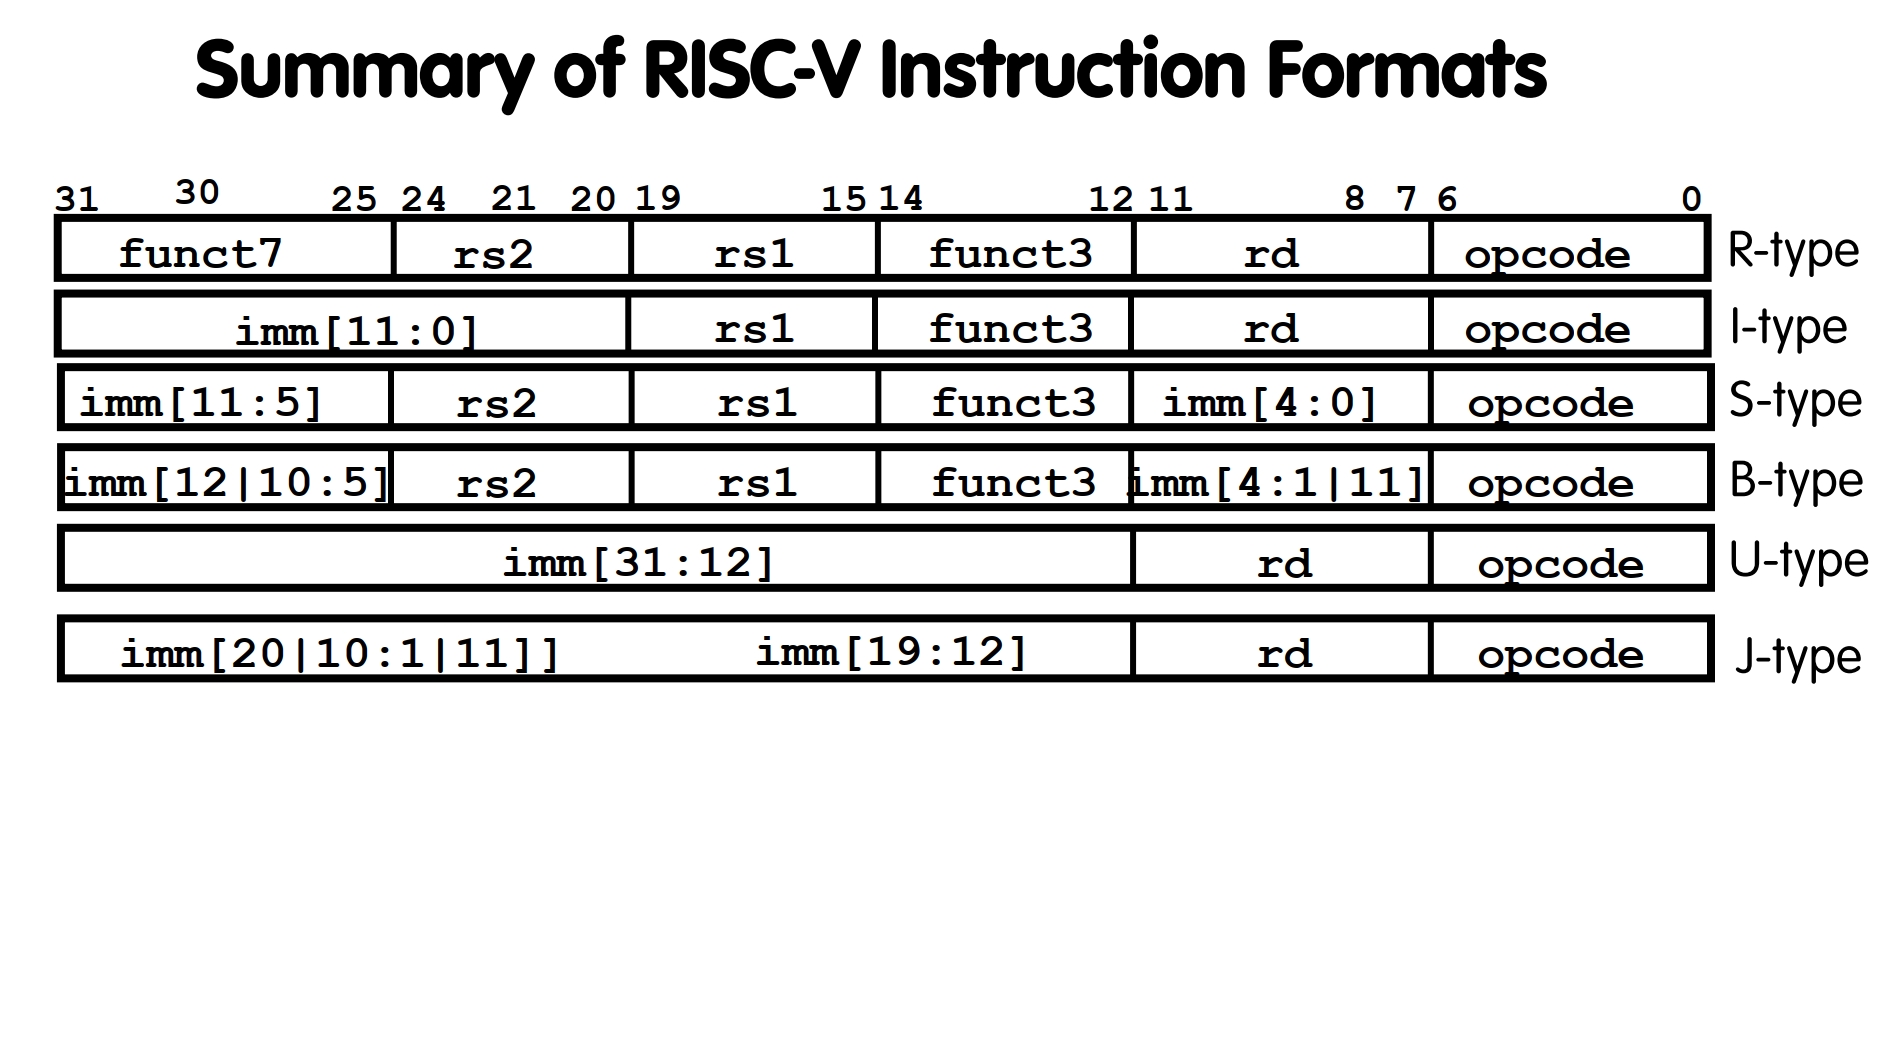 Summary of RISC-V Instruction Formats
31 30 25 24 21 20 19 15 14 12 11 8 7 6 0
funct7 rs2 rs1 funct3 rd opcode R-type
imm[11:0] rs1 funct3 rd opcode I-type
imm[11:5] rs2 rs1 funct3 imm[4:0] opcode S-type
imm[12|10:5] rs2 rs1 funct3 imm[4:1|11] opcode B-type
imm[31:12] rd opcode U-type
imm[20|10:1|11]] imm[19:12] rd opcode J-type